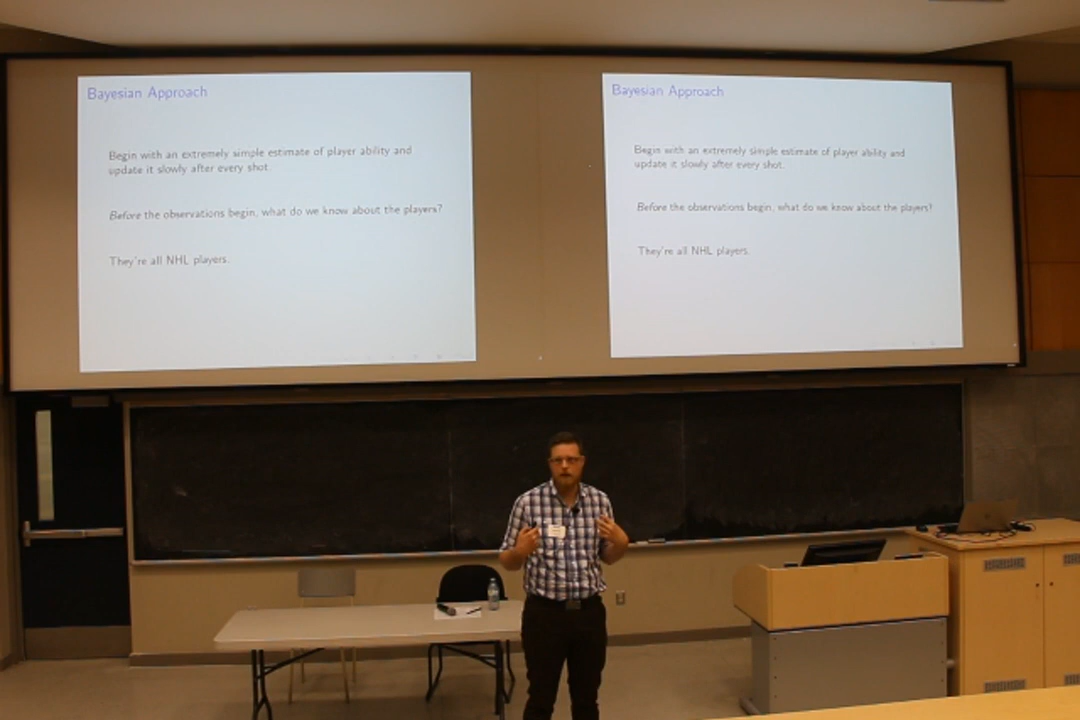 Bayesian Approach
Begin with an extremely simple estimate of player ability and
update it slowly after every shot.
Before the observations begin, what do we know about the players?
They're all NHL players.
Bayesian Approach
Begin with an extremely simple estimate of player ability and
update it slowly after every shot.
Before the observations begin, what do we know about the players?
They're all NHL players.